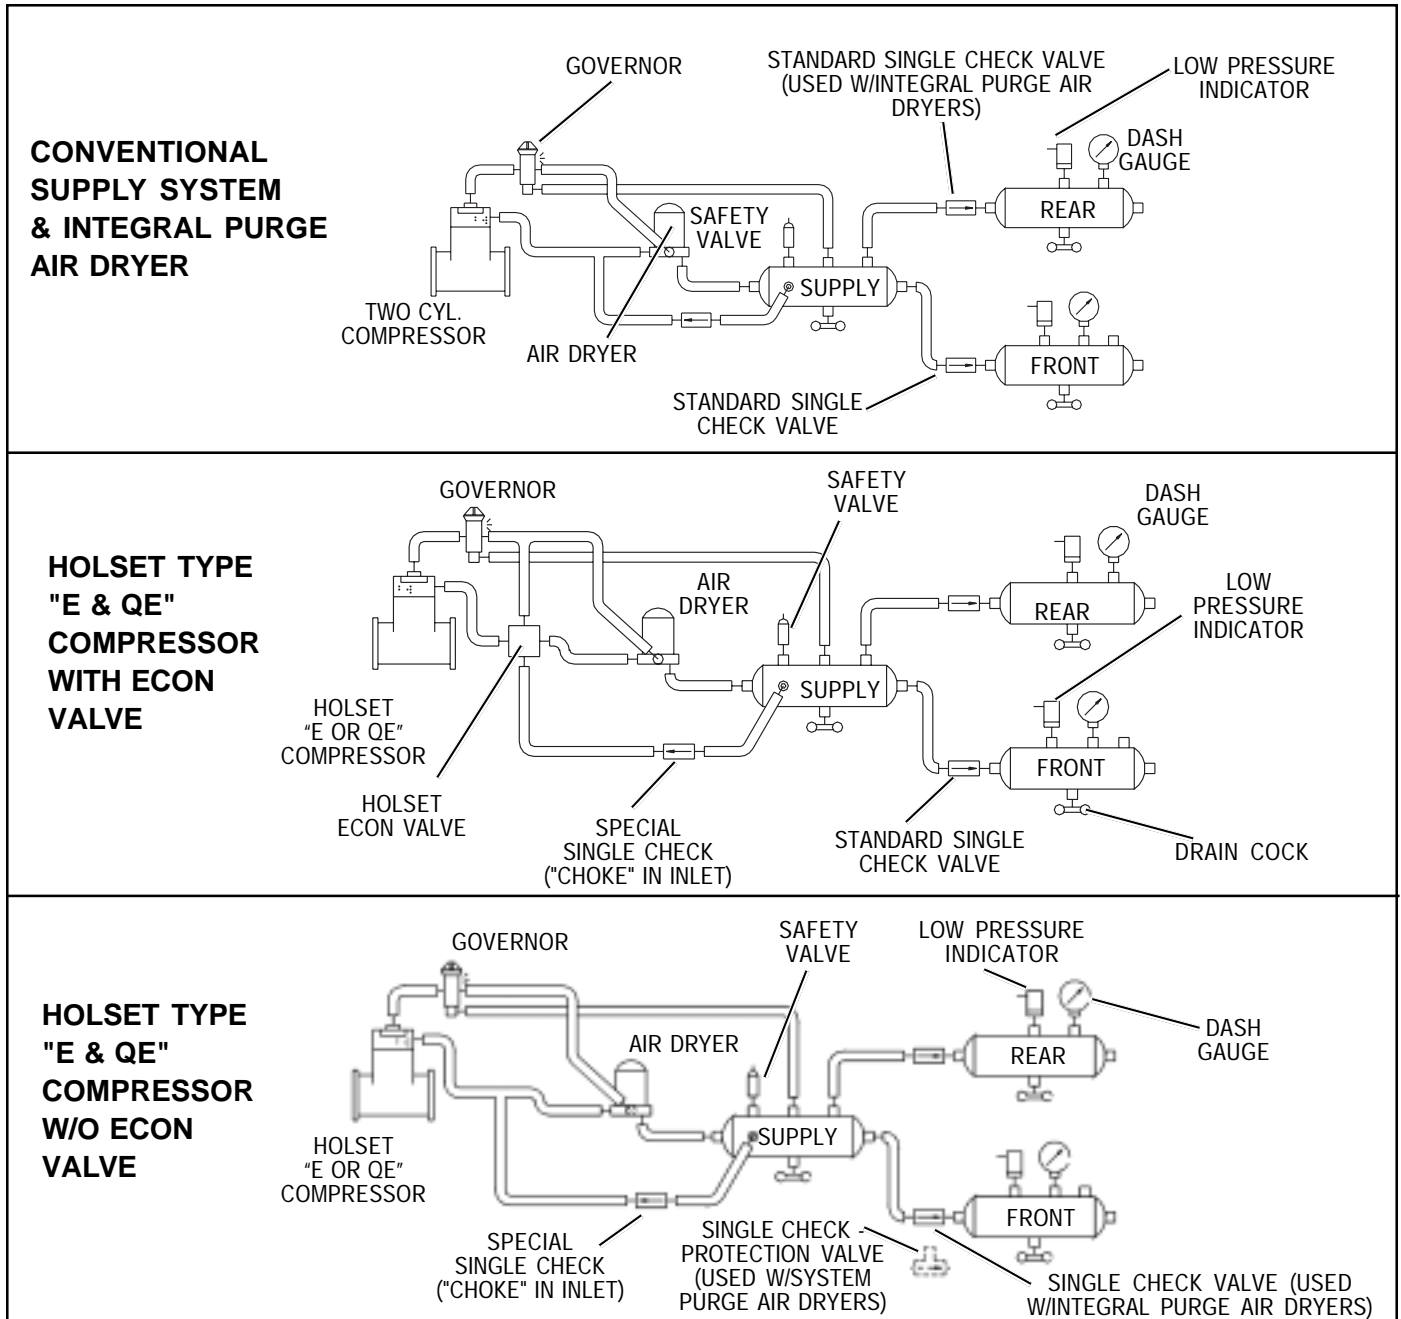 CONVENTIONAL
SUPPLY SYSTEM
& INTEGRAL PURGE
AIR DRYER
GOVERNOR
STANDARD SINGLE CHECK VALVE
(USED W/INTEGRAL PURGE AIR
DRYERS)
LOW PRESSURE
INDICATOR
DASH
GAUGE
REAR
SAFETY
VALVE
SUPPLY
TWO CYL.
COMPRESSOR
AIR DRYER
FRONT
STANDARD SINGLE
CHECK VALVE
HOLSET TYPE
"E & QE"
COMPRESSOR
WITH ECON
VALVE
GOVERNOR
SAFETY
VALVE
DASH
GAUGE
AIR
DRYER
REAR
LOW
PRESSURE
INDICATOR
SUPPLY
HOLSET
"E OR QE"
COMPRESSOR
HOLSET
ECON VALVE
SPECIAL
SINGLE CHECK
("CHOKE" IN INLET)
FRONT
STANDARD SINGLE
CHECK VALVE
DRAIN COCK
HOLSET TYPE
"E & QE"
COMPRESSOR
W/O ECON
VALVE
GOVERNOR
SAFETY
VALVE
LOW PRESSURE
INDICATOR
DASH
GAUGE
AIR DRYER
REAR
SUPPLY
HOLSET
"E OR QE"
COMPRESSOR
SPECIAL
SINGLE CHECK
("CHOKE" IN INLET)
SINGLE CHECK -
PROTECTION VALVE
(USED W/SYSTEM
PURGE AIR DRYERS)
FRONT
SINGLE CHECK VALVE (USED
W/INTEGRAL PURGE AIR DRYERS)